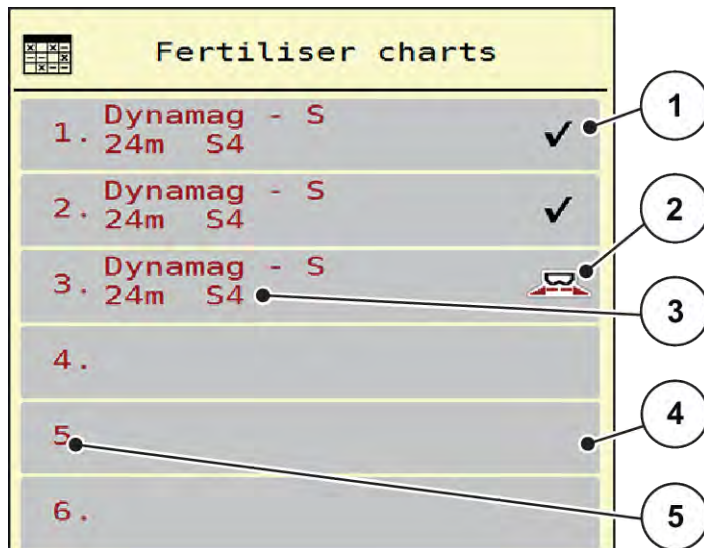 Fertiliser charts
1. Dynamag - S
24m S4
2. Dynamag - S
24m S4
3. Dynamag - S
24m S4
4.
5.
6.
1
2
3
4
5